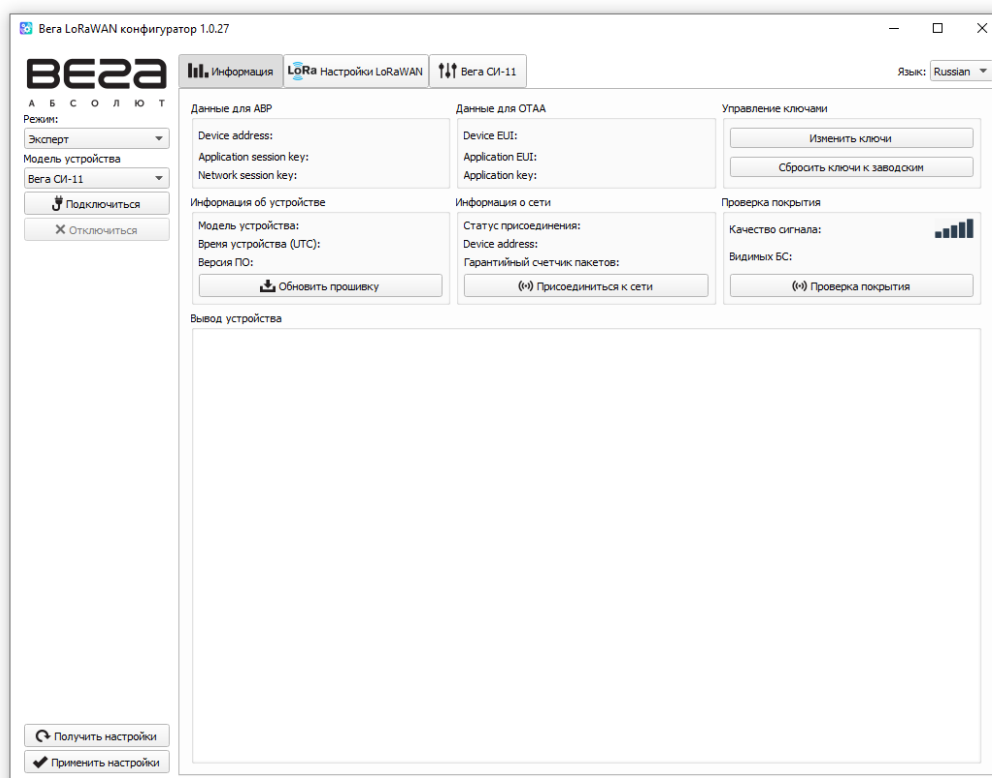 Вега LoRaWAN конфигуратор 1.0.27
ВЕГА
АБСОЛЮТ
Режим:
Эксперт
Модель устройства
Вега СИ-11
Подключиться
Отключиться
Получить настройки
Применить настройки
Информация
LoRa Настройки LoRaWAN
Вега СИ-11
Язык: Russian
Данные для ABP
Device address:
Application session key:
Network session key:
Данные для OTAA
Device EUI:
Application EUI:
Application key:
Управление ключами
Изменить ключи
Сбросить ключи к заводским
Информация об устройстве
Модель устройства:
Время устройства (UTC):
Версия ПО:
Обновить прошивку
Информация о сети
Статус присоединения:
Device address:
Гарантийный счетчик пакетов:
Присоединиться к сети
Проверка покрытия
Качество сигнала:
Видимых БС:
Проверка покрытия
Вывод устройства